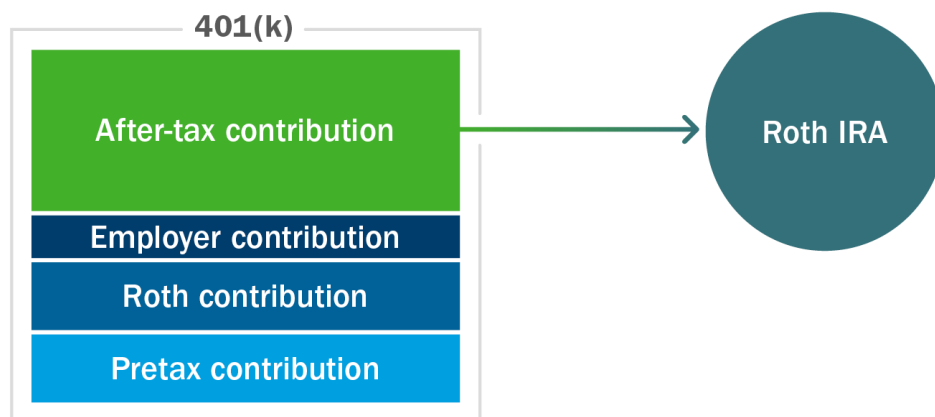 401(k)
After-tax contribution
Roth IRA
Employer contribution
Roth contribution
Pretax contribution